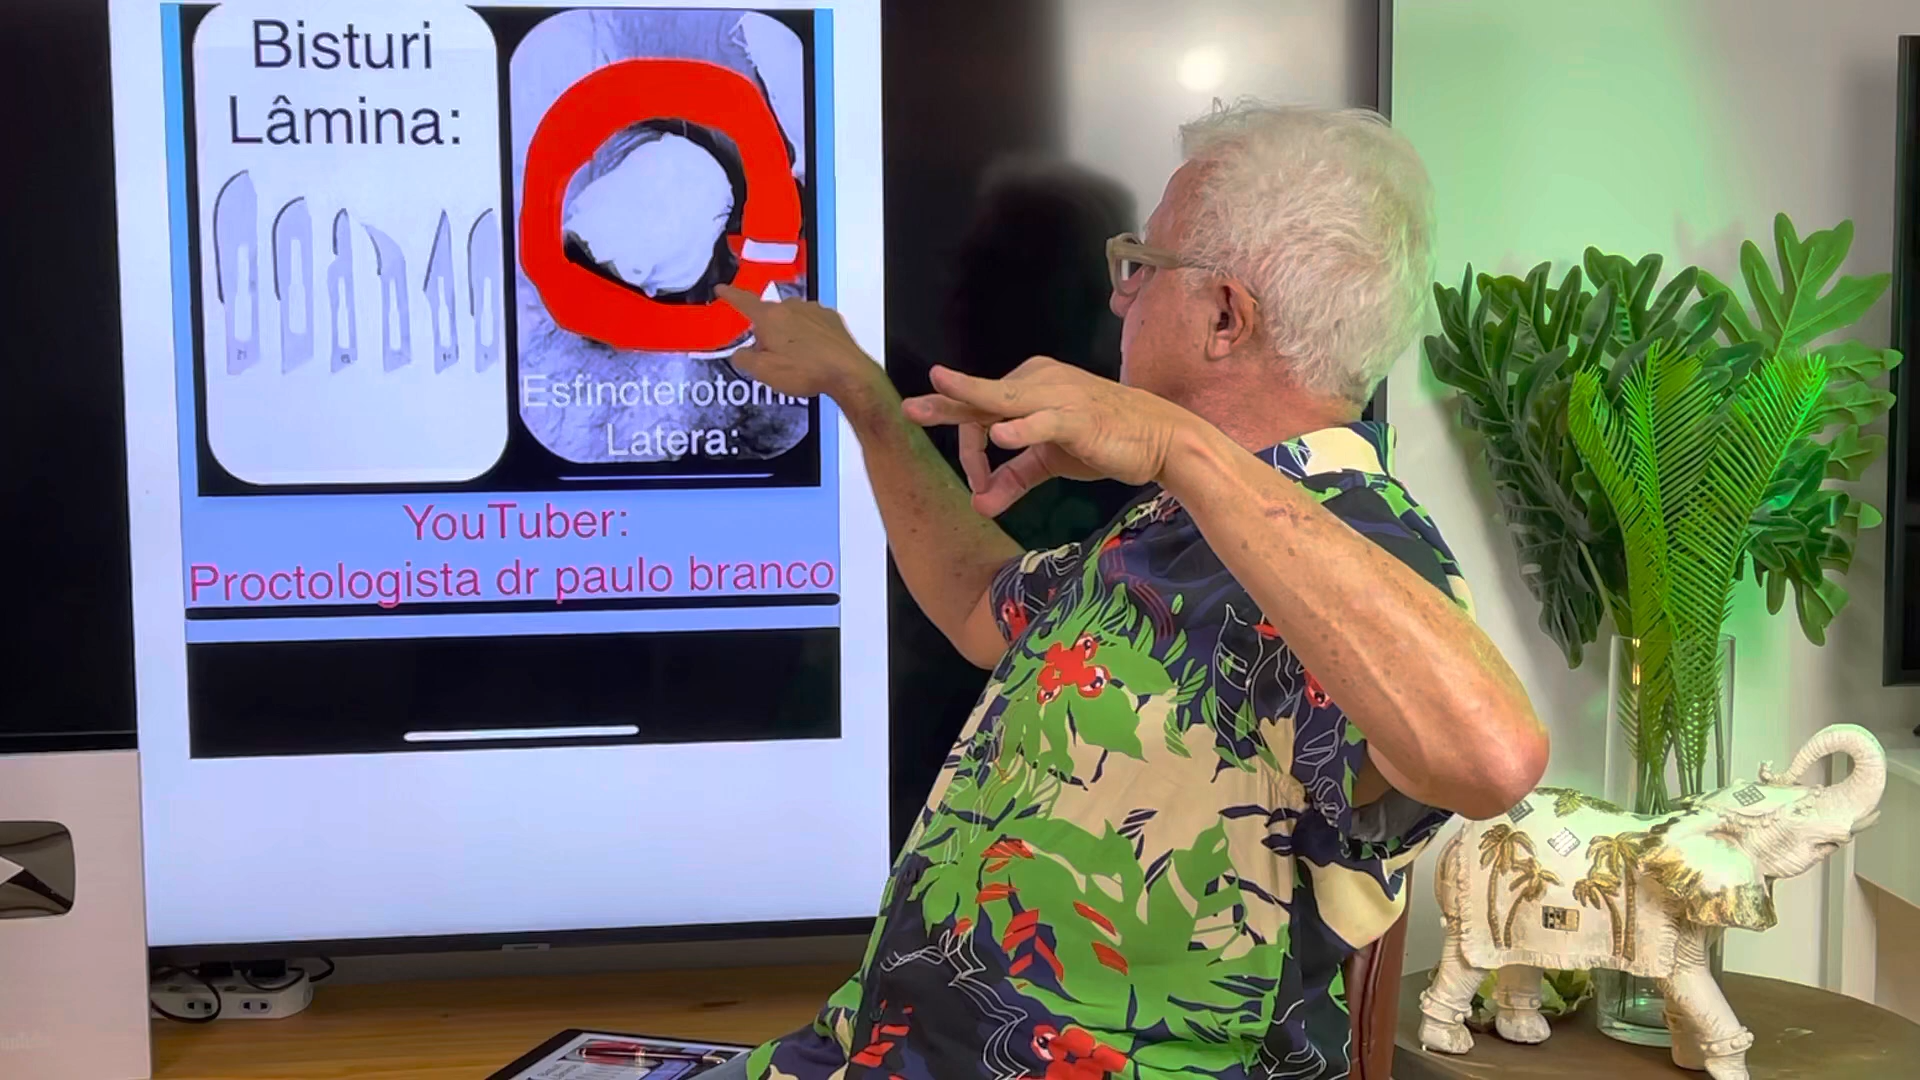 Bisturi
Lâmina:
Esfincterotomi
Latera:
YouTuber:
Proctologista dr paulo branco